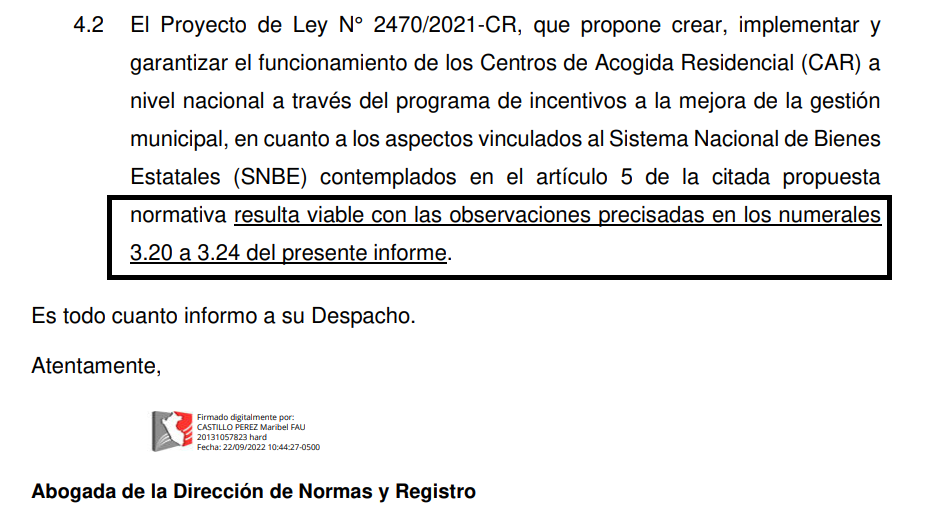 4.2 El Proyecto de Ley N° 2470/2021-CR, que propone crear, implementar y
garantizar el funcionamiento de los Centros de Acogida Residencial (CAR) a
nivel nacional a través del programa de incentivos a la mejora de la gestión
municipal, en cuanto a los aspectos vinculados al Sistema Nacional de Bienes
Estatales (SNBE) contemplados en el artículo 5 de la citada propuesta
normativa resulta viable con las observaciones precisadas en los numerales
3.20 a 3.24 del presente informe.
Es todo cuanto informo a su Despacho.
Atentamente,
Firmado digitalmente por:
CASTILLO PEREZ Maribel FAU
20131057823 hard
Fecha: 22/09/2022 10:44:27-0500
Abogada de la Dirección de Normas y Registro